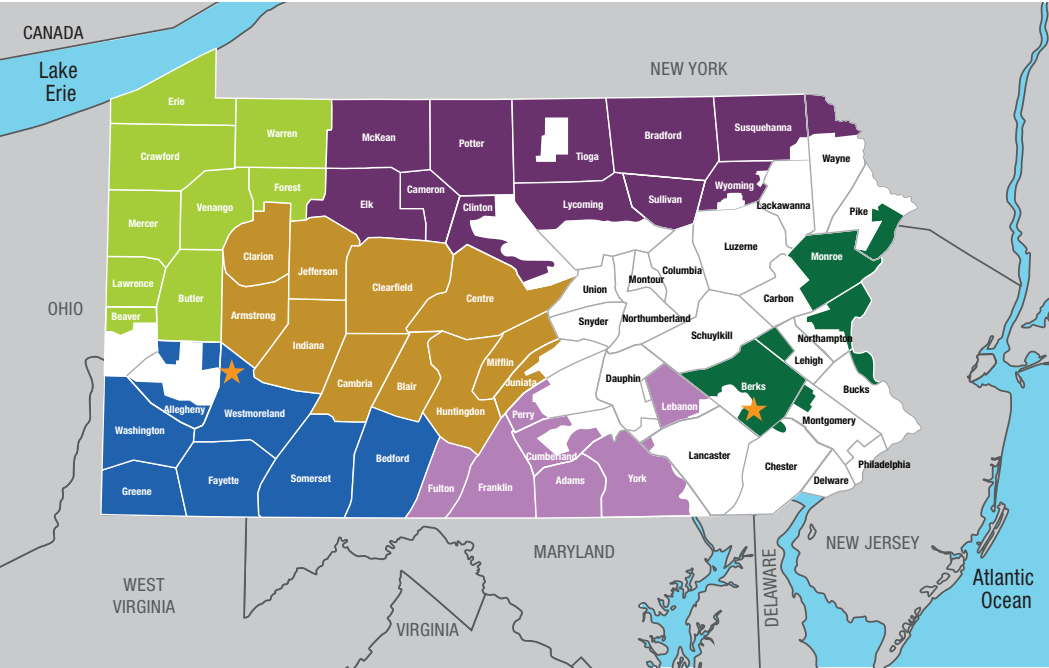 CANADA
Lake
Erie
NEW YORK
Erie
Warren
McKean
Potter
Tioga
Bradford
Susquehanna
Wayne
Crawford
Forest
Elk
Cameron
Clinton
Lycoming
Sullivan
Wyoming
Lackawanna
Pike
Mercer
Venango
Clarion
Jefferson
Clearfield
Centre
Union
Montour
Columbia
Luzerne
Monroe
Lawrence
Butler
Carbon
OHIO
Beaver
Armstrong
Indiana
Snyder
Northumberland
Schuylkill
Northampton
Lehigh
Cambria
Blair
Mifflin
Juniata
Dauphin
Berks
Bucks
Allegheny
Westmoreland
Huntingdon
Perry
Lebanon
Montgomery
Washington
Bedford
Cumberland
Lancaster
Chester
Philadelphia
Delaware
Greene
Fayette
Somerset
Fulton
Franklin
Adams
York
MARYLAND
NEW JERSEY
DELAWARE
WEST
VIRGINIA
VIRGINIA
Atlantic
Ocean